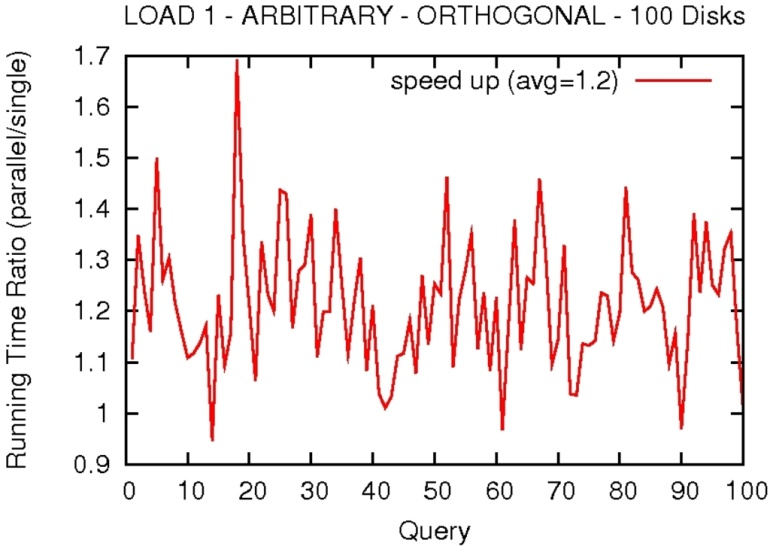 LOAD 1 - ARBITRARY - ORTHOGONAL - 100 Disks
speed up (avg=1.2)
Running Time Ratio (parallel/single)
1.7
1.6
1.5
1.4
1.3
1.2
1.1
1
0.9
0 10 20 30 40 50 60 70 80 90 100
Query